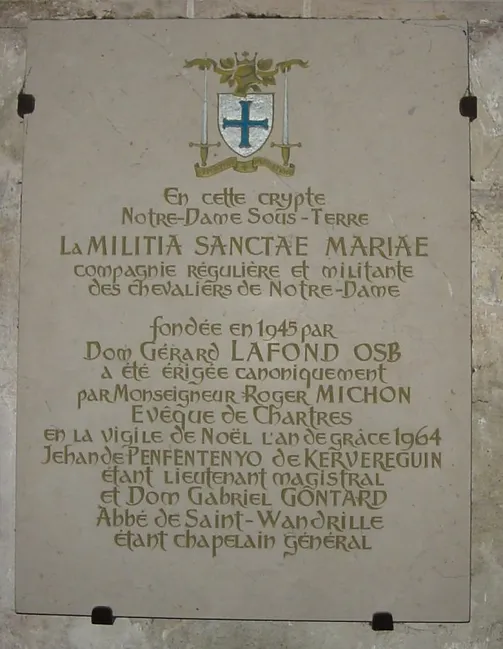 En cette crypte
Notre-Dame Sous-Terre
La MILITIA SANCTAE MARIAE
compagnie régulière et militante
des chevaliers de Notre-Dame
fondée en 1945 par
Dom Gérard LAFOND OSB
a été érigée canoniquement
par Monseigneur Roger MICHON
Evêque de Chartres
en la vigile de Noël l'an de grâce 1964
Jehan de PENFENTENYO de KERVEREGUIN
étant Lieutenant magistral
et Dom Gabriel GONTARD
Abbé de Saint-Wandrille
étant chapelain général